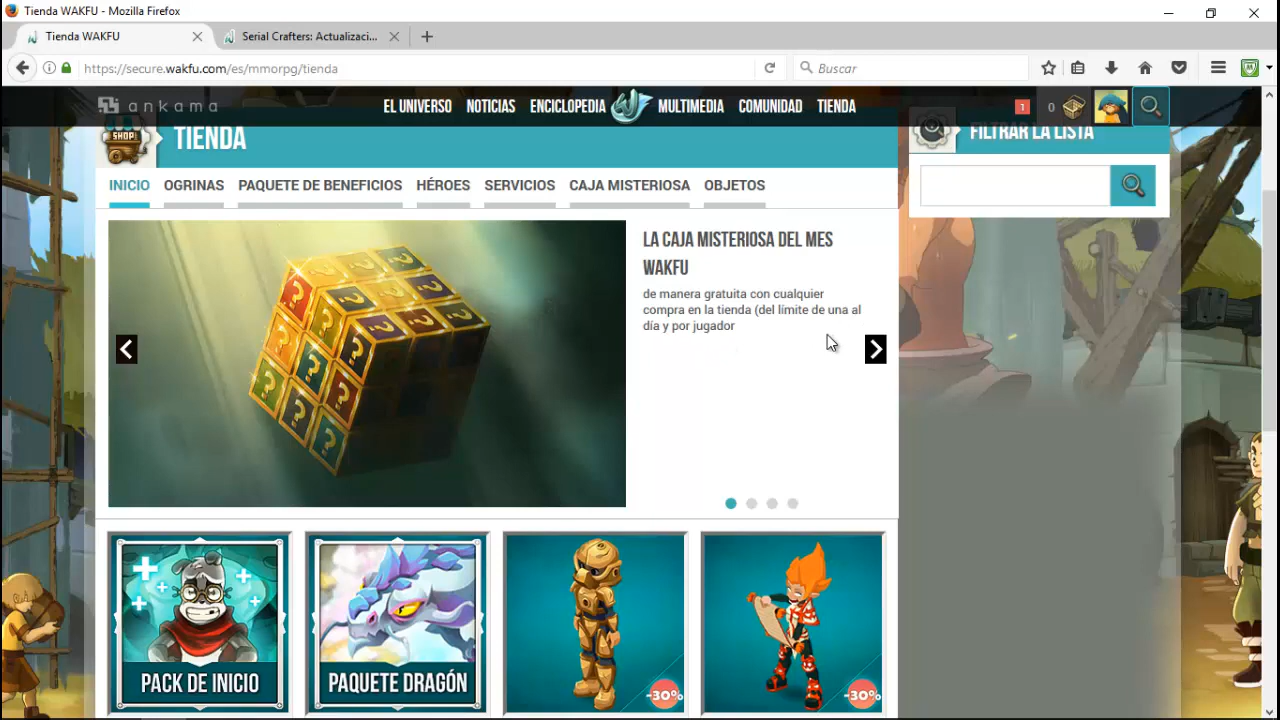 Tienda WAKFU - Mozilla Firefox
Tienda WAKFU
Serial Crafters: Actualizaci...
https://secure.wakfu.com/es/mmorpg/tienda
Buscar
ankama
EL UNIVERSO NOTICIAS ENCICLOPEDIA MULTIMEDIA COMUNIDAD TIENDA
1
0
SHOP
TIENDA
FILTRAR LA LISTA
INICIO OGRINAS PAQUETE DE BENEFICIOS HÉROES SERVICIOS CAJA MISTERIOSA OBJETOS
LA CAJA MISTERIOSA DEL MES
WAKFU
de manera gratuita con cualquier
compra en la tienda (del límite de una al
día y por jugador
PACK DE INICIO
PAQUETE DRAGÓN
-30%
-30%